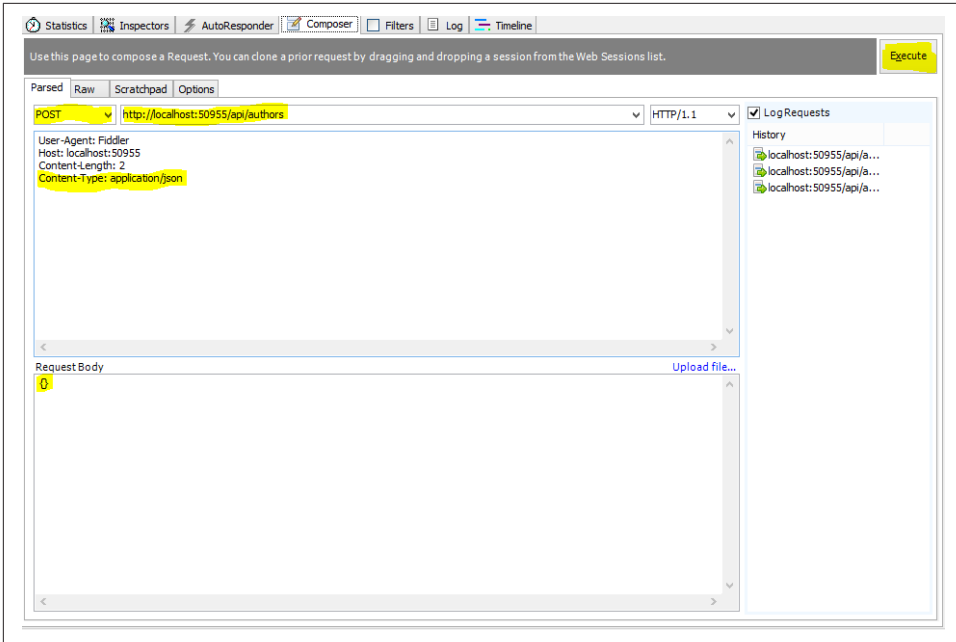 Statistics Inspectors AutoResponder Composer Filters Log Timeline
Use this page to compose a Request. You can clone a prior request by dragging and dropping a session from the Web Sessions list. Execute
Parsed Raw Scratchpad Options
POST http://localhost:50955/api/authors HTTP/1.1 Log Requests
User-Agent: Fiddler
Host: localhost:50955
Content-Length: 2
Content-Type: application/json
History
localhost:50955/api/a...
localhost:50955/api/a...
localhost:50955/api/a...
Request Body Upload file...
{}